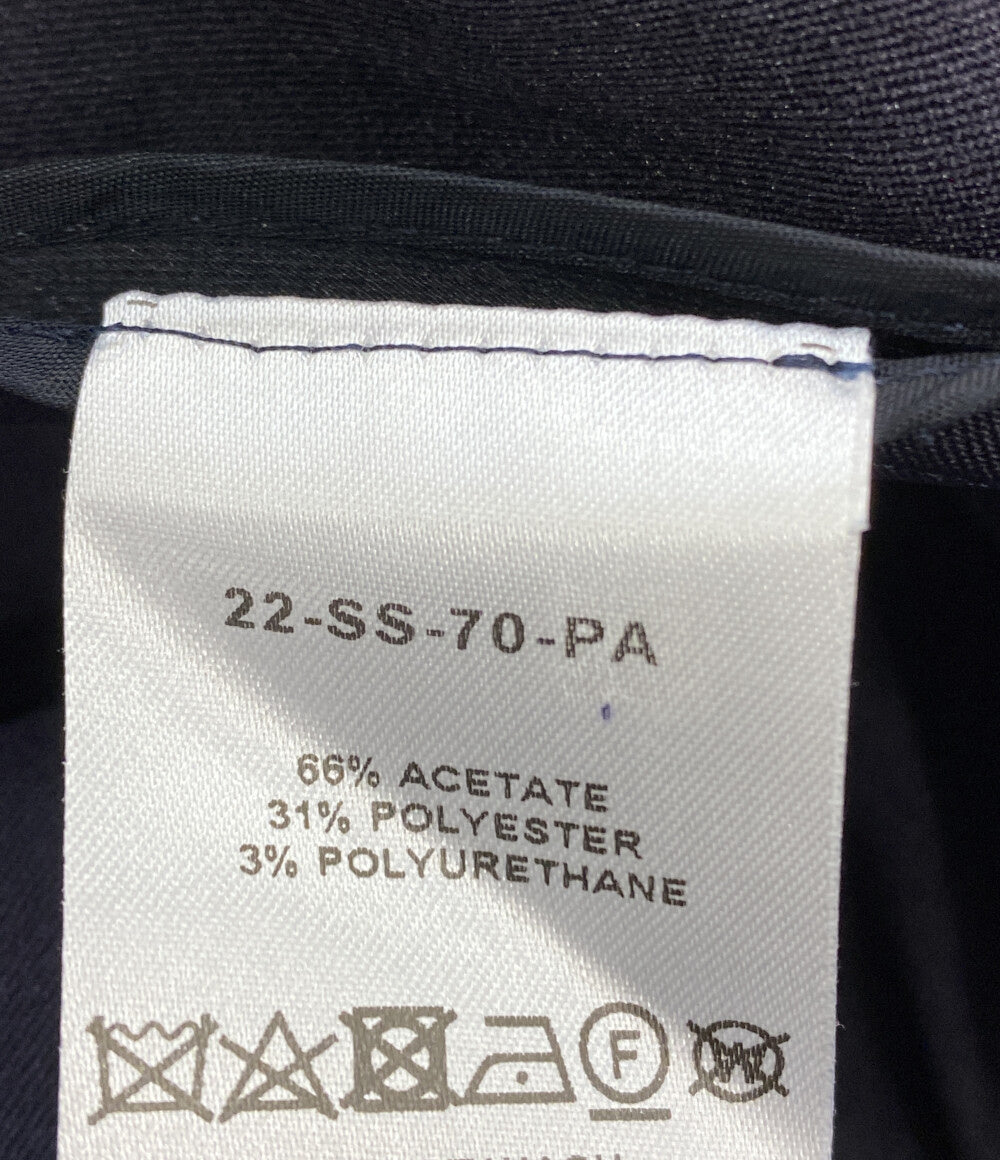 22-SS-70-PA
66% ACETATE
31% POLYESTER
3% POLYURETHANE
F W